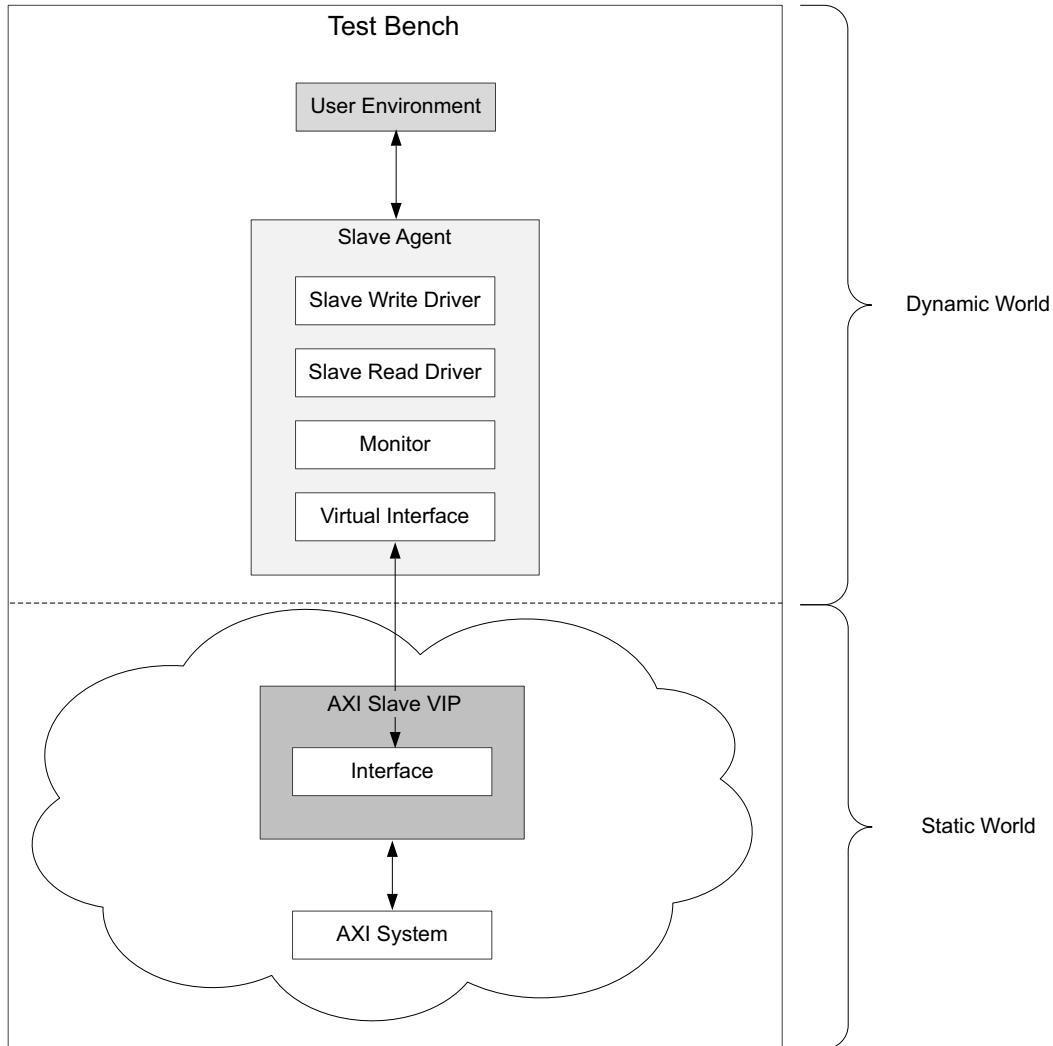 Test Bench
User Environment
Slave Agent
Slave Write Driver
Slave Read Driver
Monitor
Virtual Interface
Dynamic World
AXI Slave VIP
Interface
AXI System
Static World